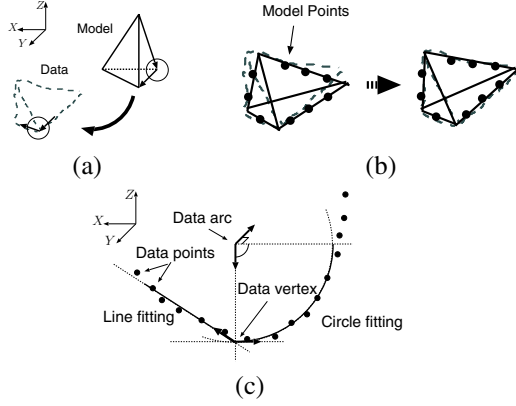 Z
X
Y
Model
Data
(a)
Model Points
(b)
Z
X
Y
Data arc
Data points
Data vertex
Line fitting
Circle fitting
(c)